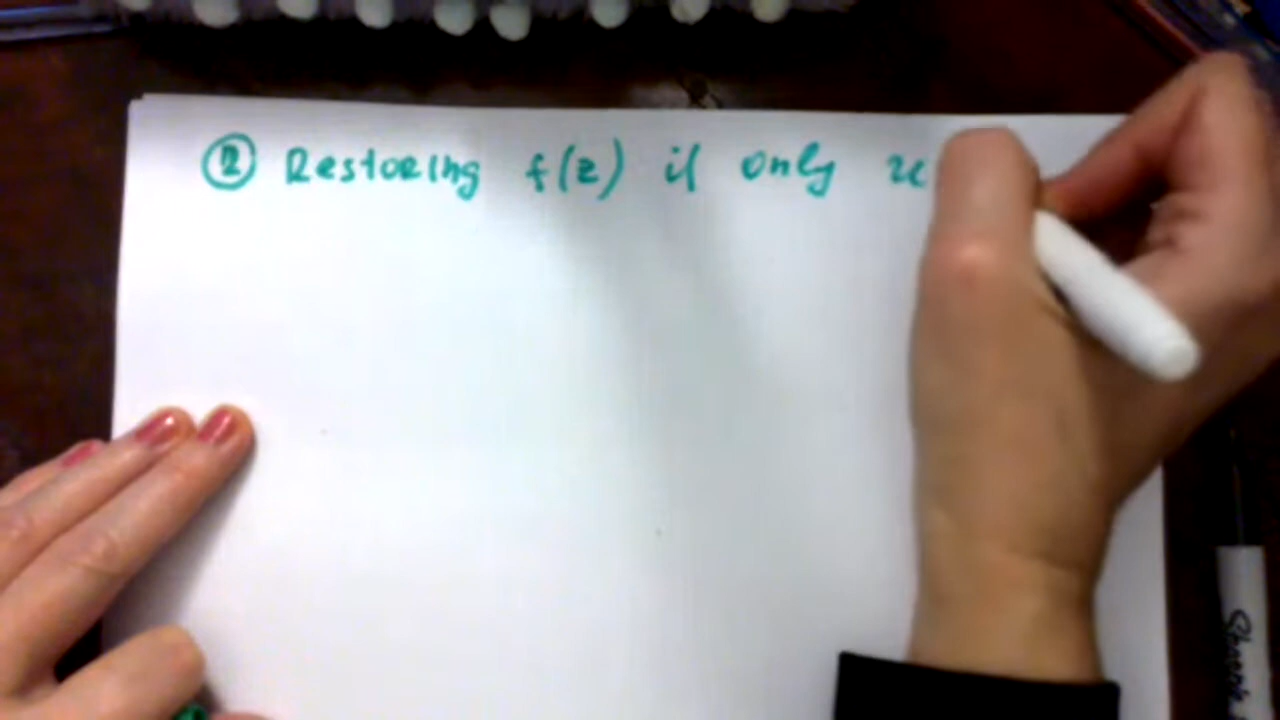 ② Restoring f(z) if only u